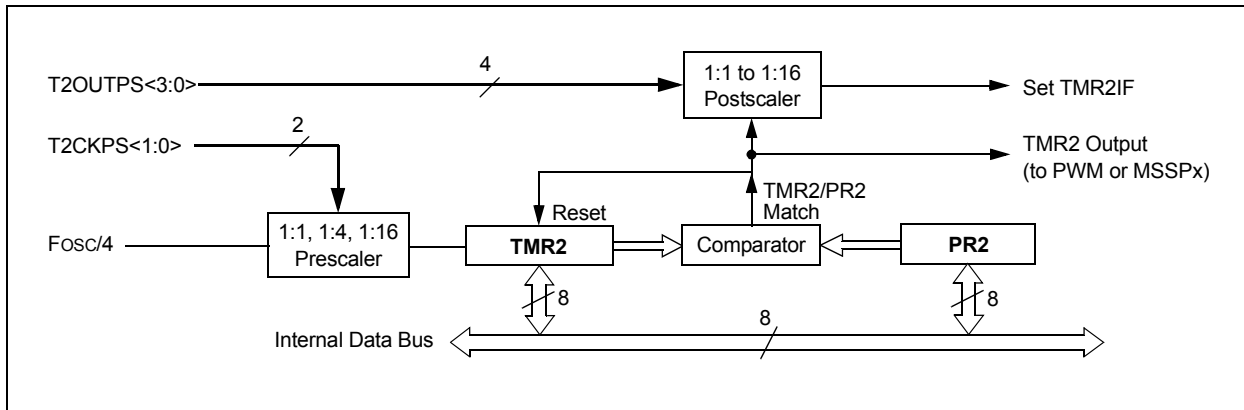 T2OUTPS<3:0>
4
1:1 to 1:16
Postscaler
Set TMR2IF
T2CKPS<1:0>
2
TMR2 Output
(to PWM or MSSPx)
TMR2/PR2
Match
Reset
FOSC/4
1:1, 1:4, 1:16
Prescaler
TMR2
Comparator
PR2
8
8
Internal Data Bus
8